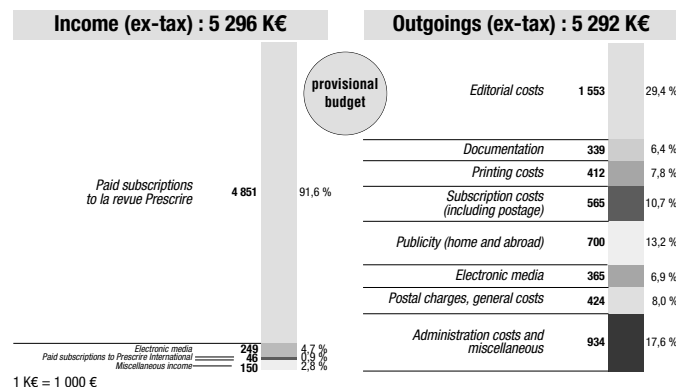 Income (ex-tax) : 5 296 K€
Paid subscriptions
to la revue Prescrire 4 851 91,6 %
Electronic media 249 4,7 %
Paid subscriptions to Prescrire International 46 0,9 %
Miscellaneous income 150 2,8 %
1 K€ = 1 000 €
provisional
budget
Outgoings (ex-tax) : 5 292 K€
Editorial costs 1 553 29,4 %
Documentation 339 6,4 %
Printing costs 412 7,8 %
Subscription costs
(including postage) 565 10,7 %
Publicity (home and abroad) 700 13,2 %
Electronic media 365 6,9 %
Postal charges, general costs 424 8,0 %
Administration costs and
miscellaneous 934 17,6 %